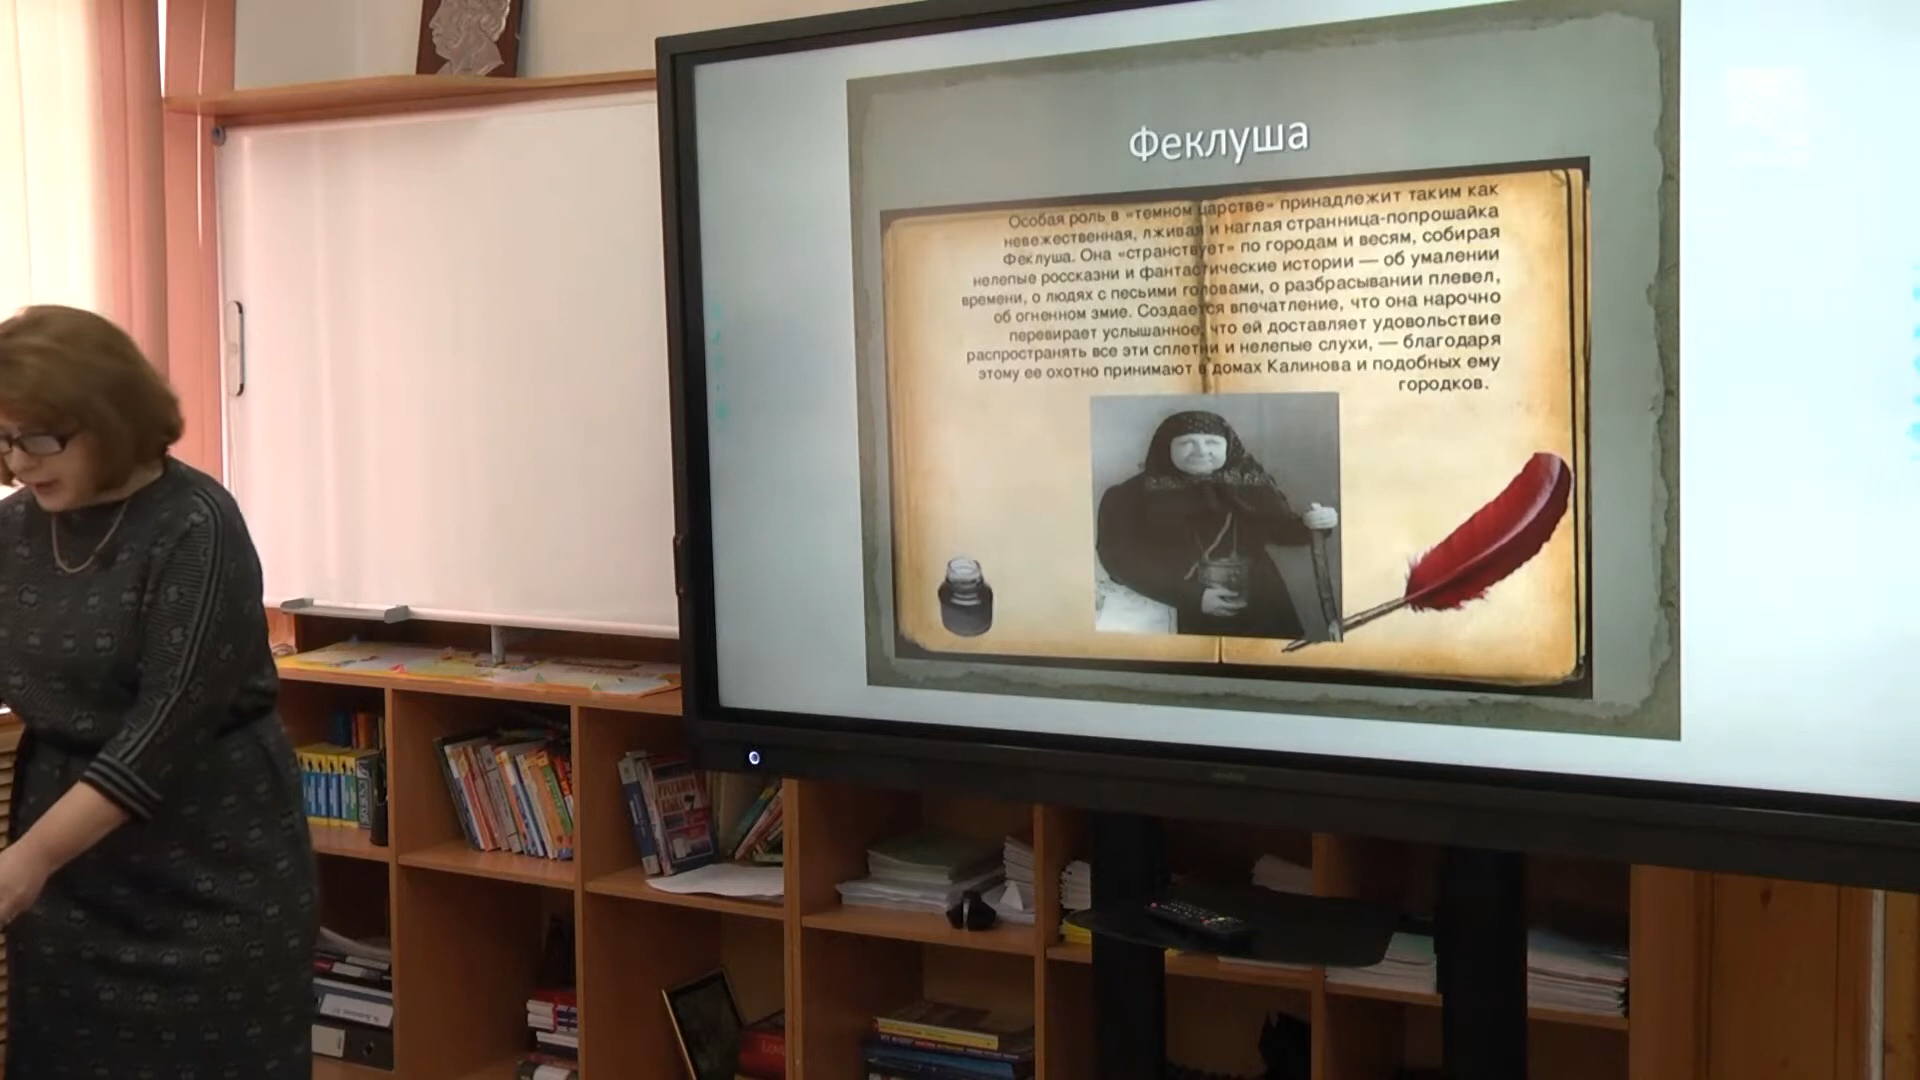 Феклуша
Особая роль в «темном царстве» принадлежит таким как
невежественная, лживая и наглая странница-попрошайка
Феклуша. Она «странствует» по городам и весям, собирая
нелепые россказни и фантастические истории — об умалении
времени, о людях с песьими головами, о разбрасывании плевел,
об огненном змие. Создается впечатление, что она нарочно
перевирает услышанное, что ей доставляет удовольствие
распространять все эти сплетни и нелепые слухи, — благодаря
этому ее охотно принимают в домах Калинова и подобных ему
городков.
РУССКИЙ
ЯЗЫК 7